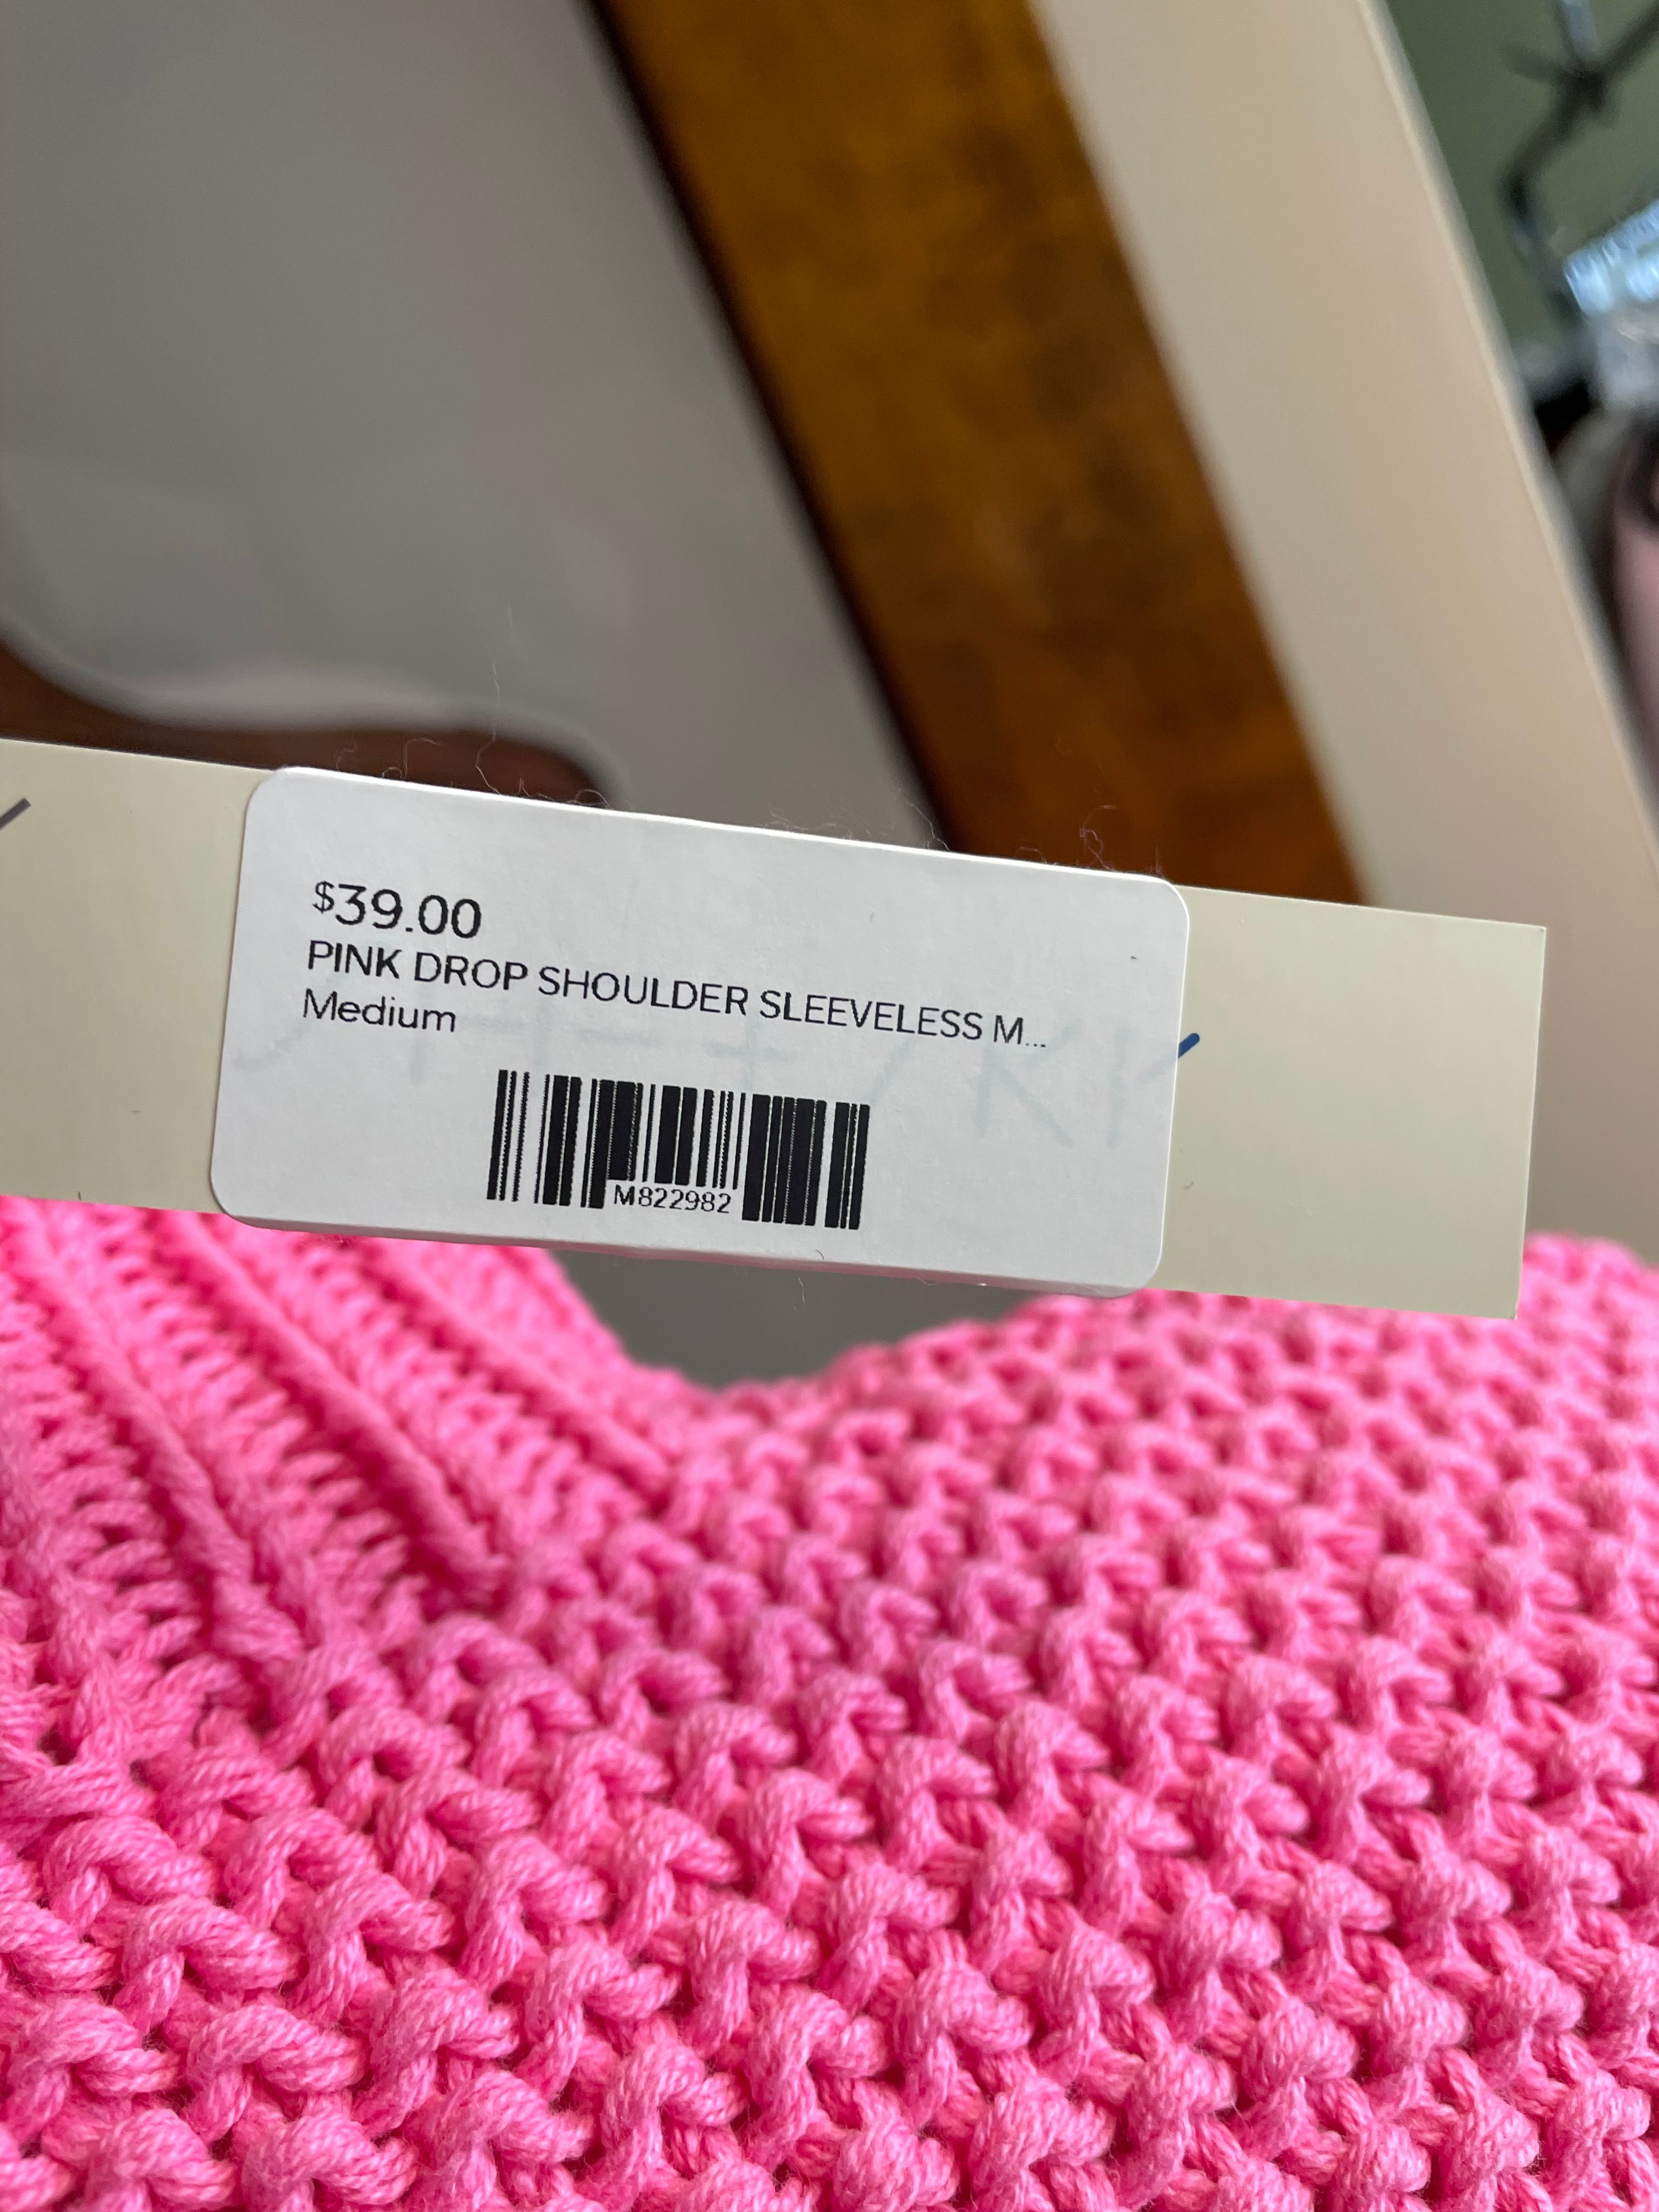 $39.00
PINK DROP SHOULDER SLEEVELESS M...
Medium
M822982